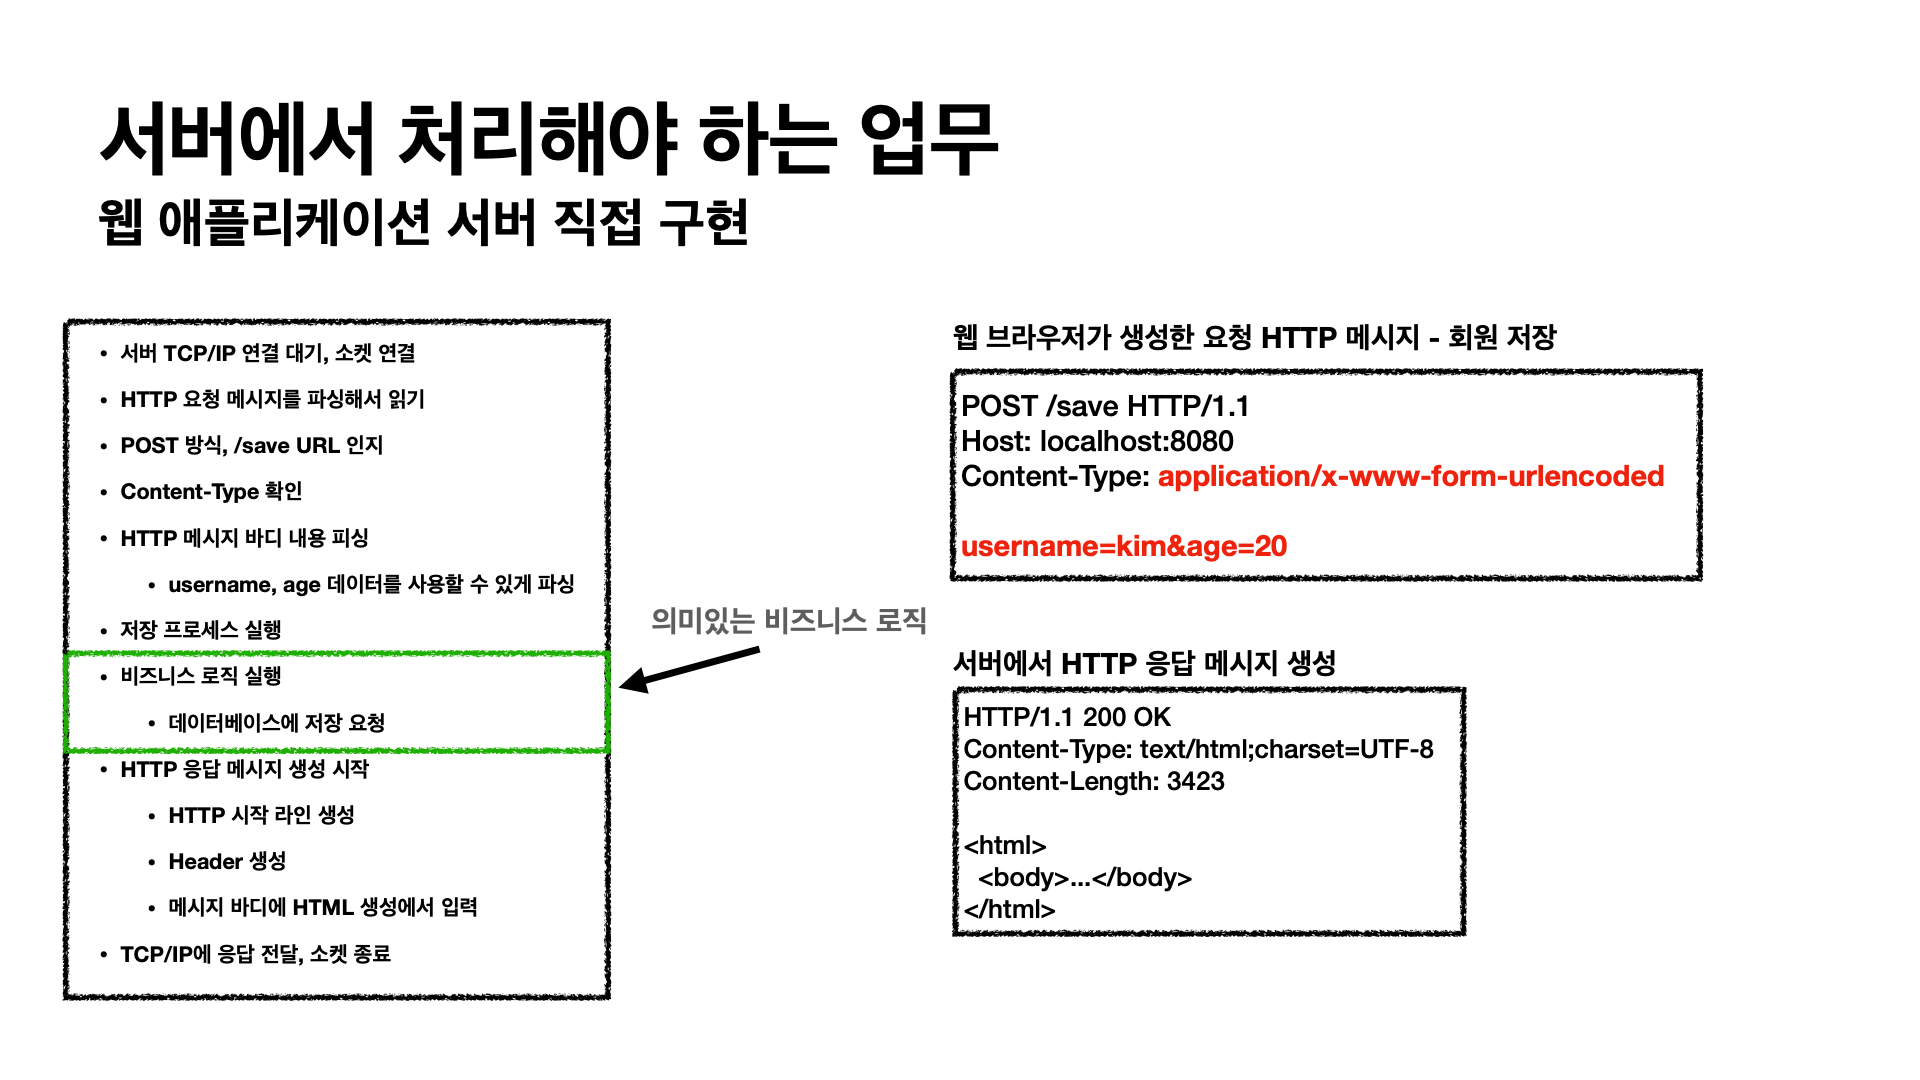 서버에서 처리해야 하는 업무
웹 애플리케이션 서버 직접 구현
• 서버 TCP/IP 연결 대기, 소켓 연결
• HTTP 요청 메시지를 파싱해서 읽기
• POST 방식, /save URL 인지
• Content-Type 확인
• HTTP 메시지 바디 내용 피싱
• username, age 데이터를 사용할 수 있게 파싱
• 저장 프로세스 실행
• 비즈니스 로직 실행
• 데이터베이스에 저장 요청
• HTTP 응답 메시지 생성 시작
• HTTP 시작 라인 생성
• Header 생성
• 메시지 바디에 HTML 생성에서 입력
• TCP/IP에 응답 전달, 소켓 종료
의미있는 비즈니스 로직
웹 브라우저가 생성한 요청 HTTP 메시지 - 회원 저장
POST /save HTTP/1.1
Host: localhost:8080
Content-Type: application/x-www-form-urlencoded
username=kim&age=20
서버에서 HTTP 응답 메시지 생성
HTTP/1.1 200 OK
Content-Type: text/html;charset=UTF-8
Content-Length: 3423
<html>
<body>...</body>
</html>